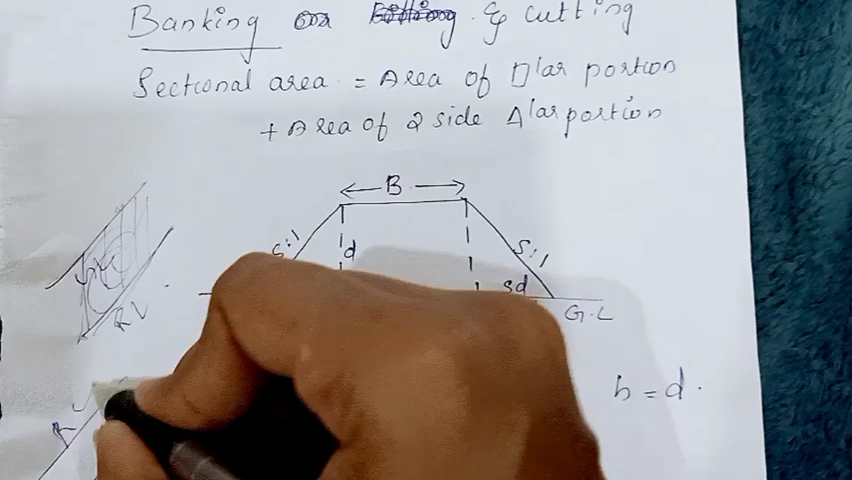 Banking & cutting
Sectional area = Area of □lar portion
+ Area of 2 side Δlar portion
B
S:1
d
S:1
sd
G.L
h = d.